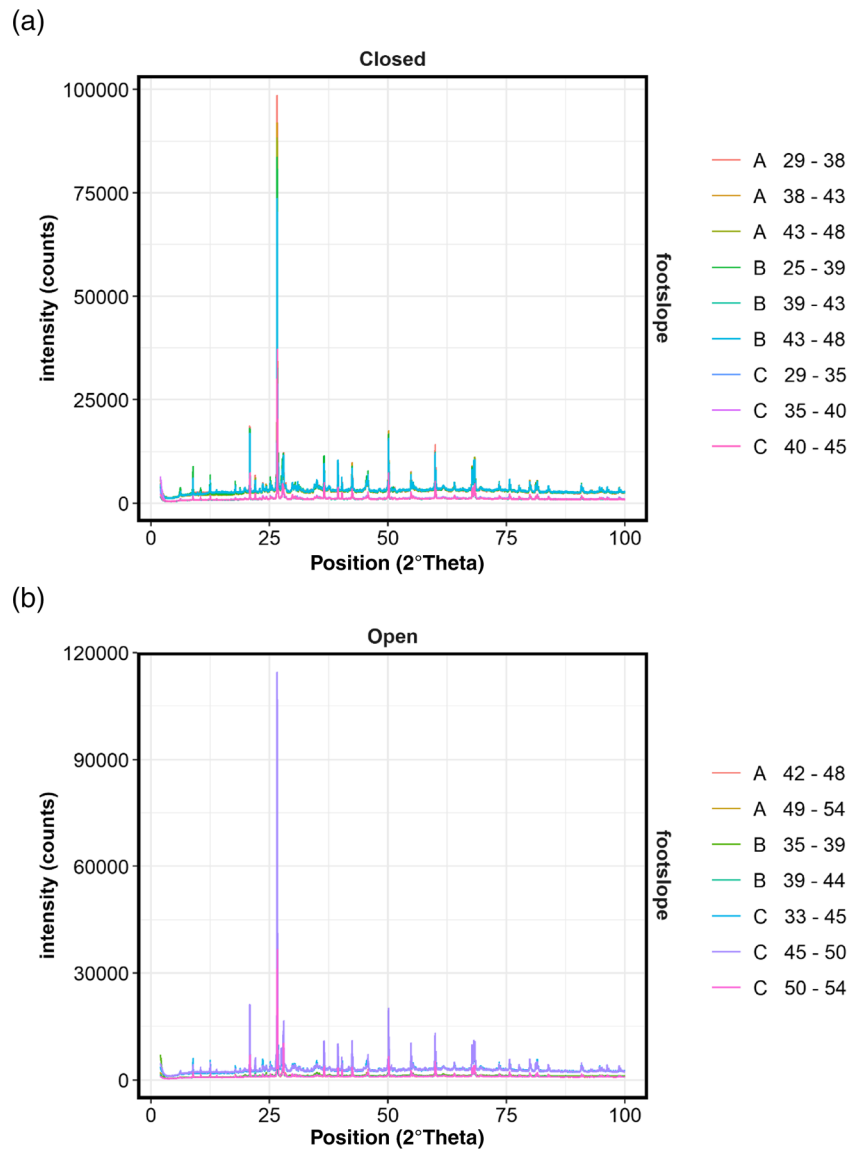 (a)
Closed
100000
75000
50000
25000
0
intensity (counts)
0 25 50 75 100
Position (2°Theta)
footslope
A 29 - 38
A 38 - 43
A 43 - 48
B 25 - 39
B 39 - 43
B 43 - 48
C 29 - 35
C 35 - 40
C 40 - 45
(b)
Open
120000
90000
60000
30000
0
intensity (counts)
0 25 50 75 100
Position (2°Theta)
footslope
A 42 - 48
A 49 - 54
B 35 - 39
B 39 - 44
C 33 - 45
C 45 - 50
C 50 - 54